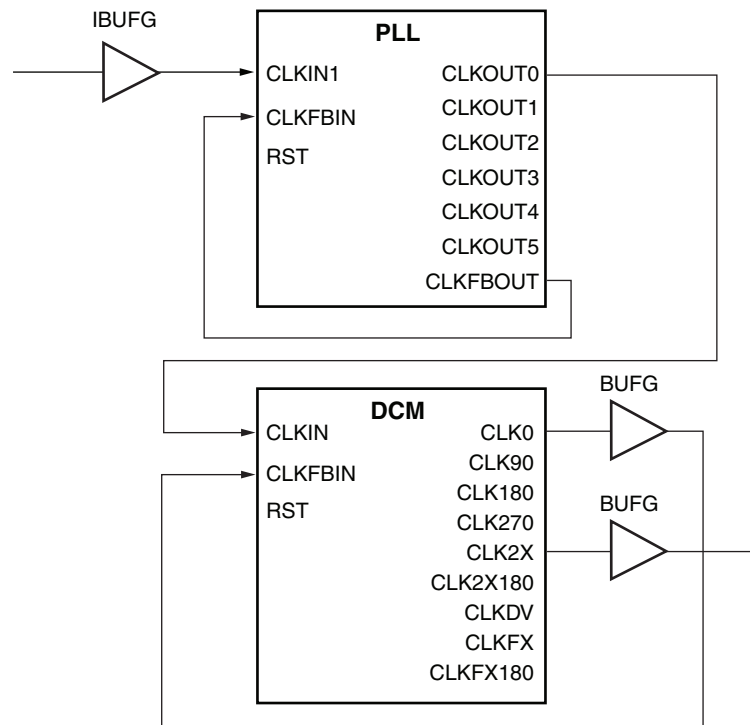 IBUFG
PLL
CLKIN1
CLKFBIN
RST
CLKOUT0
CLKOUT1
CLKOUT2
CLKOUT3
CLKOUT4
CLKOUT5
CLKFBOUT
DCM
CLKIN
CLKFBIN
RST
CLK0
CLK90
CLK180
CLK270
CLK2X
CLK2X180
CLKDV
CLKFX
CLKFX180
BUFG
BUFG